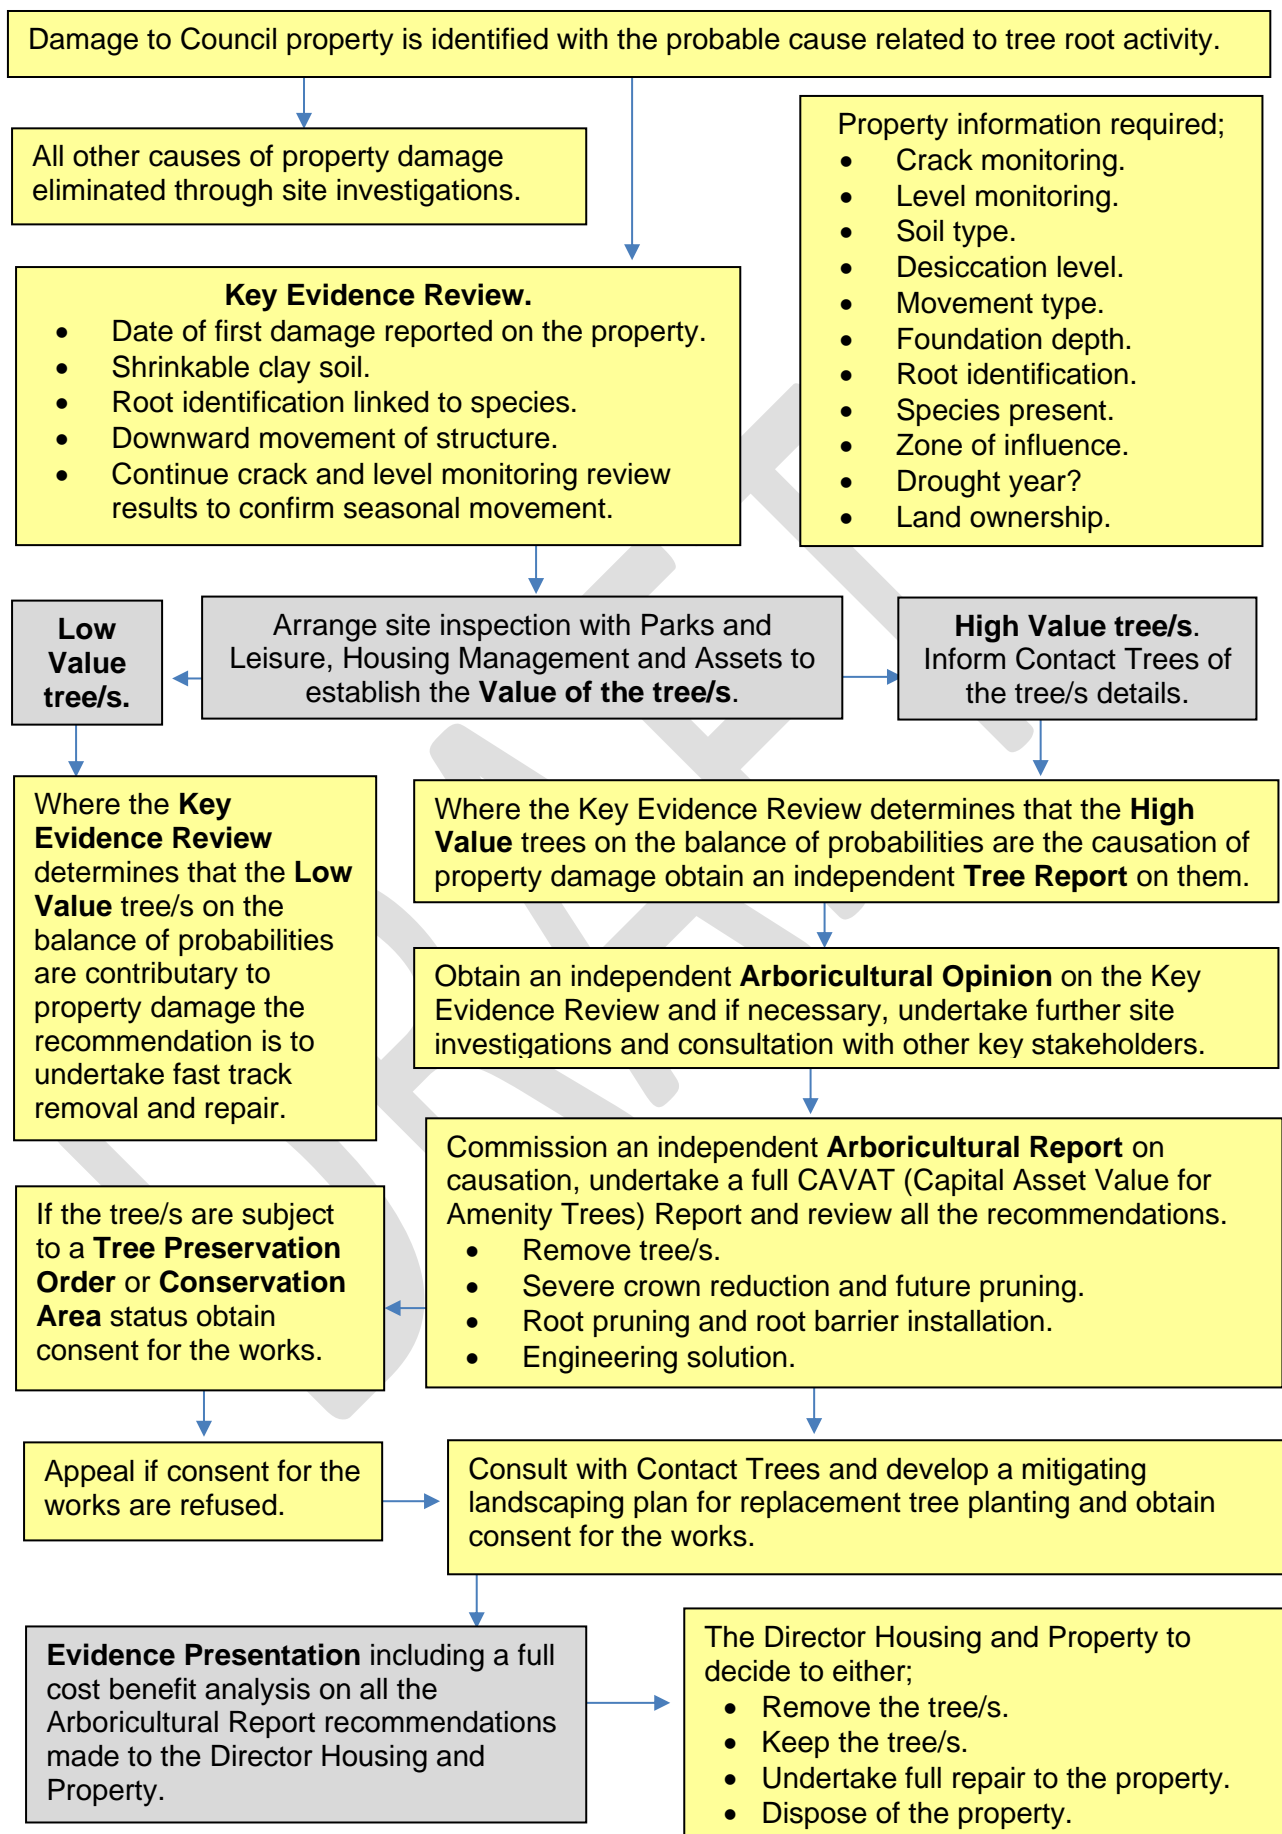 Damage to Council property is identified with the probable cause related to tree root activity.
All other causes of property damage
eliminated through site investigations.
Property information required;
• Crack monitoring.
• Level monitoring.
• Soil type.
• Desiccation level.
• Movement type.
• Foundation depth.
• Root identification.
• Species present.
• Zone of influence.
• Drought year?
• Land ownership.
Key Evidence Review.
• Date of first damage reported on the property.
• Shrinkable clay soil.
• Root identification linked to species.
• Downward movement of structure.
• Continue crack and level monitoring review
results to confirm seasonal movement.
Low
Value
tree/s.
Arrange site inspection with Parks and
Leisure, Housing Management and Assets to
establish the Value of the tree/s.
High Value tree/s.
Inform Contact Trees of
the tree/s details.
Where the Key
Evidence Review
determines that the Low
Value tree/s on the
balance of probabilities
are contributary to
property damage the
recommendation is to
undertake fast track
removal and repair.
Where the Key Evidence Review determines that the High
Value trees on the balance of probabilities are the causation of
property damage obtain an independent Tree Report on them.
Obtain an independent Arboricultural Opinion on the Key
Evidence Review and if necessary, undertake further site
investigations and consultation with other key stakeholders.
Commission an independent Arboricultural Report on
causation, undertake a full CAVAT (Capital Asset Value for
Amenity Trees) Report and review all the recommendations.
• Remove tree/s.
• Severe crown reduction and future pruning.
• Root pruning and root barrier installation.
• Engineering solution.
If the tree/s are subject
to a Tree Preservation
Order or Conservation
Area status obtain
consent for the works.
Appeal if consent for the
works are refused.
Consult with Contact Trees and develop a mitigating
landscaping plan for replacement tree planting and obtain
consent for the works.
Evidence Presentation including a full
cost benefit analysis on all the
Arboricultural Report recommendations
made to the Director Housing and
Property.
The Director Housing and Property to
decide to either;
• Remove the tree/s.
• Keep the tree/s.
• Undertake full repair to the property.
• Dispose of the property.
DRAFT